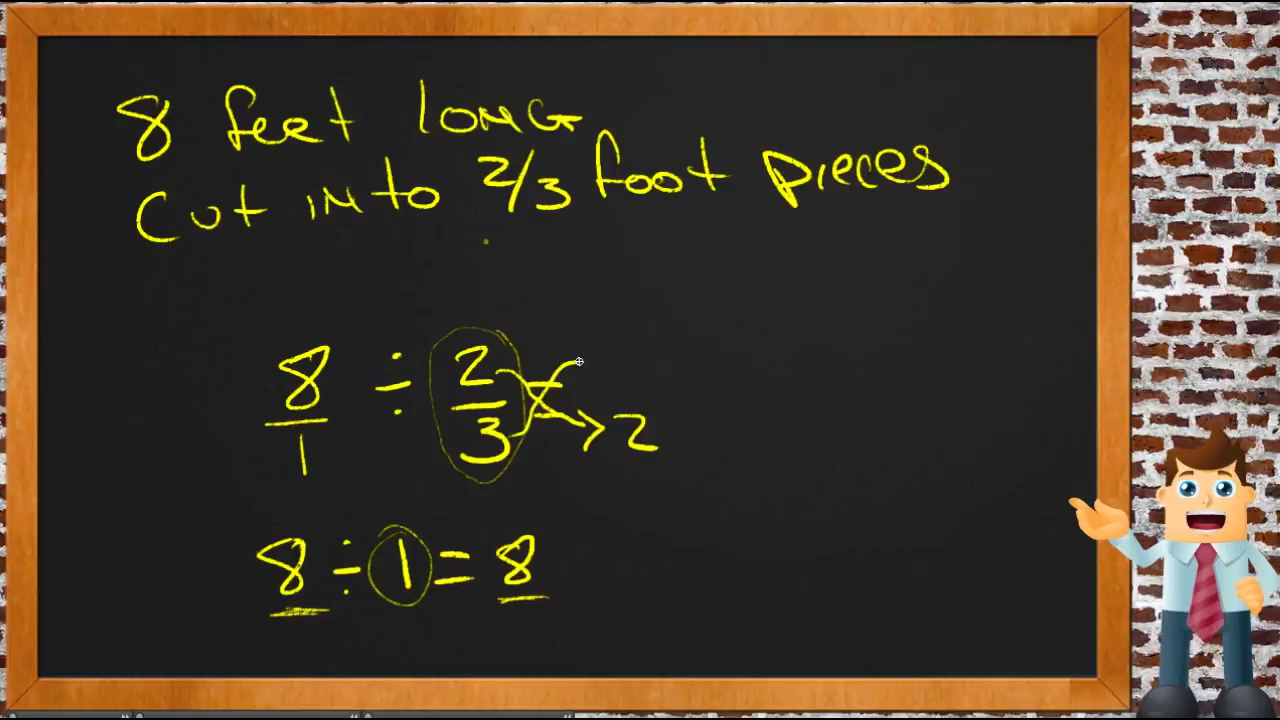 8 feet long
cut into 2/3 foot pieces
8/1 ÷ 2/3 = 2
8 ÷ 1 = 8